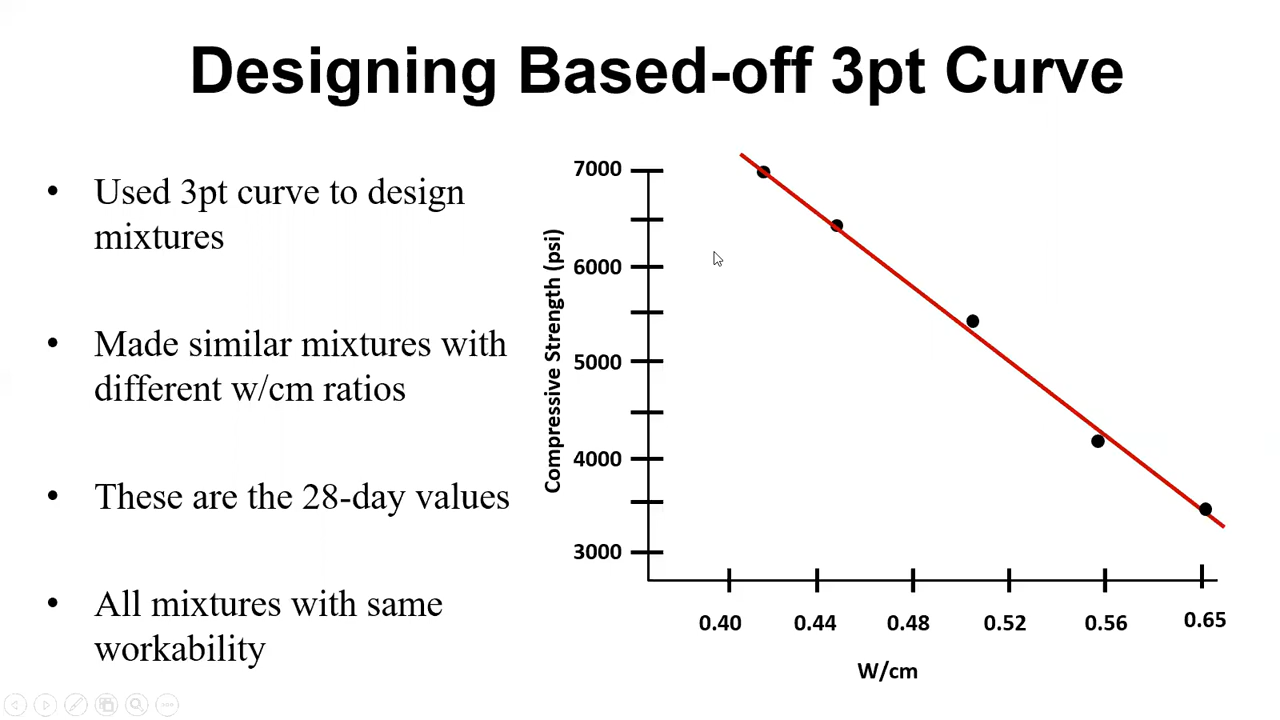 Designing Based-off 3pt Curve
• Used 3pt curve to design
mixtures
• Made similar mixtures with
different w/cm ratios
• These are the 28-day values
• All mixtures with same
workability
Compressive Strength (psi)
7000
6000
5000
4000
3000
0.40 0.44 0.48 0.52 0.56 0.65
W/cm